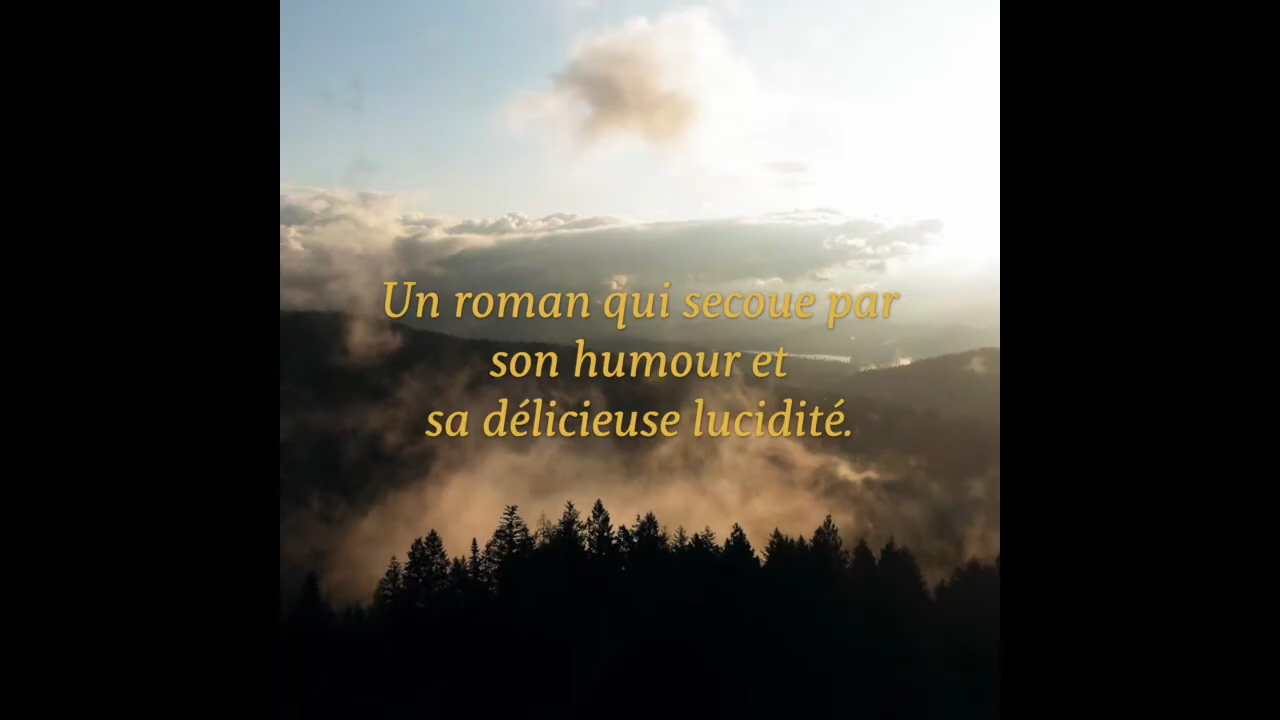 Un roman qui secoue par
son humour et
sa délicieuse lucidité.